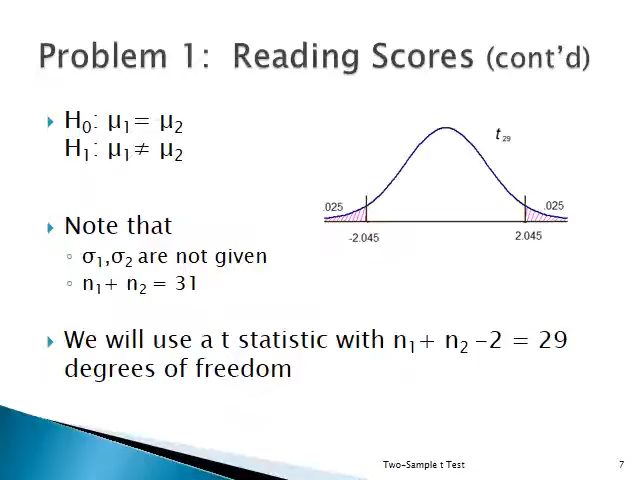 Problem 1:  Reading Scores (cont’d)
H₀: μ₁= μ₂
H₁: μ₁≠ μ₂
t 29
.025
.025
-2.045
2.045
Note that
σ₁,σ₂ are not given
n₁+ n₂ = 31
We will use a t statistic with n₁+ n₂ -2 = 29
degrees of freedom
Two-Sample t Test
7